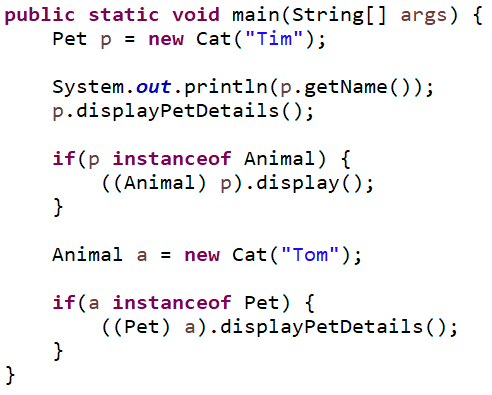 public static void main(String[] args) {
    Pet p = new Cat("Tim");

    System.out.println(p.getName());
    p.displayPetDetails();

    if(p instanceof Animal) {
        ((Animal) p).display();
    }

    Animal a = new Cat("Tom");

    if(a instanceof Pet) {
        ((Pet) a).displayPetDetails();
    }
}